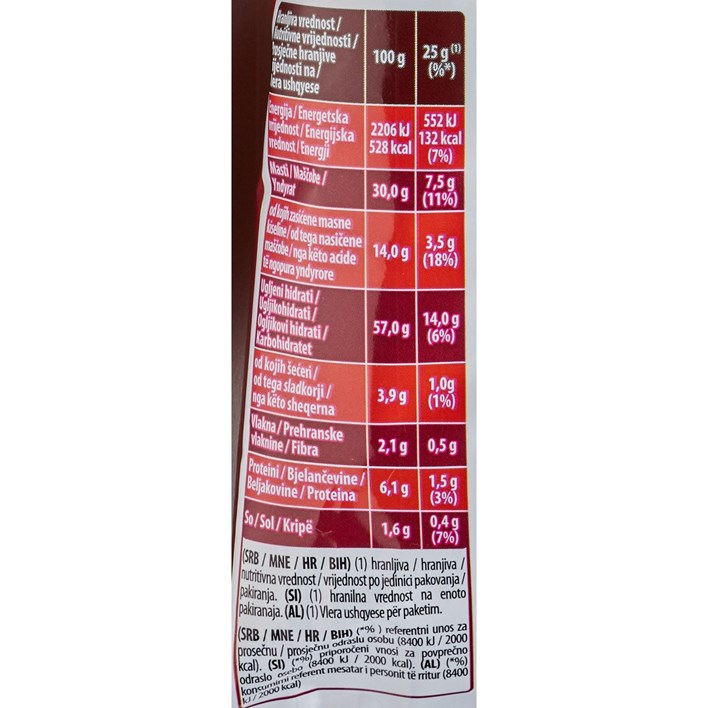 vrednost /
vrijednosti /
hranjive
na /
Vlera ushqyese
100 g
25 g (1)
(%*)
Energija / Energetska
vrijednost / Energijska
vrednost / Energji
2206 kJ
528 kcal
552 kJ
132 kcal
(7%)
Masti / Maščobe /
Yndyrat
30,0 g
7,5 g
(11%)
od kojih zasićene masne
kiseline / od tega nasičene
maščobe / nga këto acide
të ngopura yndyrore
14,0 g
3,5 g
(18%)
Ugljeni hidrati /
Ugljikohidrati /
Ogljikovi hidrati /
Karbohidratet
57,0 g
14,0 g
(6%)
od kojih šećeri /
od tega sladkorji /
nga këto sheqerna
3,9 g
1,0g
(1%)
Vlakna / Prehranske
vlaknine / Fibra
2,1 g
0,5 g
Proteini / Bjelančevine /
Beljakovine / Proteina
6,1 g
1,5 g
(3%)
So / Sol / Kripë
1,6 g
0,4 g
(7%)
(SRB / MNE / HR / BIH) (1) hranljiva / hranjiva /
nutritivna vrednost / vrijednost po jedinici pakovanja /
pakiranja. (SI) (1) hranilna vrednost na enoto
pakiranaja. (AL) (1) Vlera ushqyese për paketim.
(SRB / MNE / HR / BIH) (*%) referentni unos za
prosečnu / prosječnu odraslu osobu (8400 kJ / 2000
kcal). (SI) (*%) priporočeni vnosi za povprečno
odraslo osebo (8400 kJ / 2000 kcal). (AL) (*%)
konsumimi referent mesatar i personit të rritur (8400
kJ / 2000 kcal)